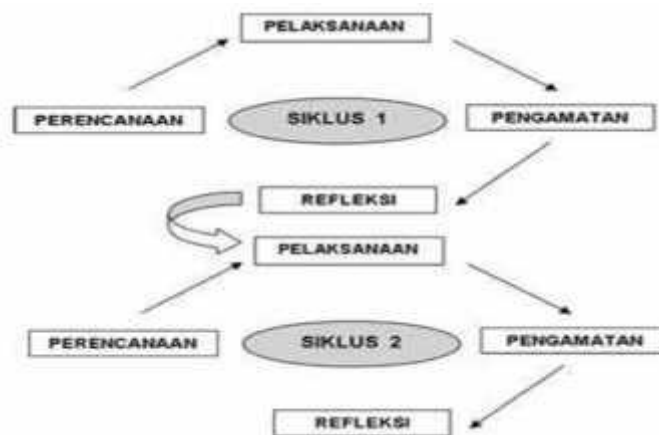 PELAKSANAAN
PERENCANAAN
SIKLUS 1
PENGAMATAN
REFLEKSI
PELAKSANAAN
PERENCANAAN
SIKLUS 2
PENGAMATAN
REFLEKSI